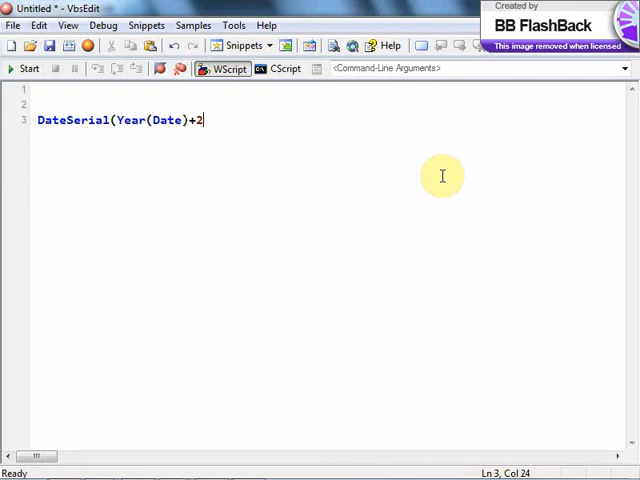 Untitled * - VbsEdit
Created by
BB FlashBack
This image removed when licensed
File Edit View Debug Snippets Samples Tools Help
Snippets Help
Start WScript CScript <Command-Line Arguments>
1
2
3 DateSerial(Year(Date)+2
Ready Ln 3, Col 24